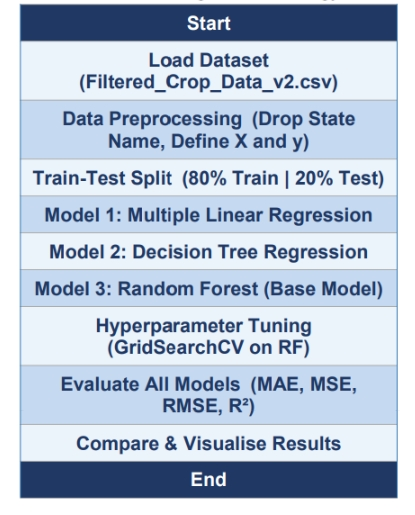 Start
Load Dataset
(Filtered_Crop_Data_v2.csv)
Data Preprocessing (Drop State
Name, Define X and y)
Train-Test Split (80% Train | 20% Test)
Model 1: Multiple Linear Regression
Model 2: Decision Tree Regression
Model 3: Random Forest (Base Model)
Hyperparameter Tuning
(GridSearchCV on RF)
Evaluate All Models (MAE, MSE,
RMSE, R²)
Compare & Visualise Results
End